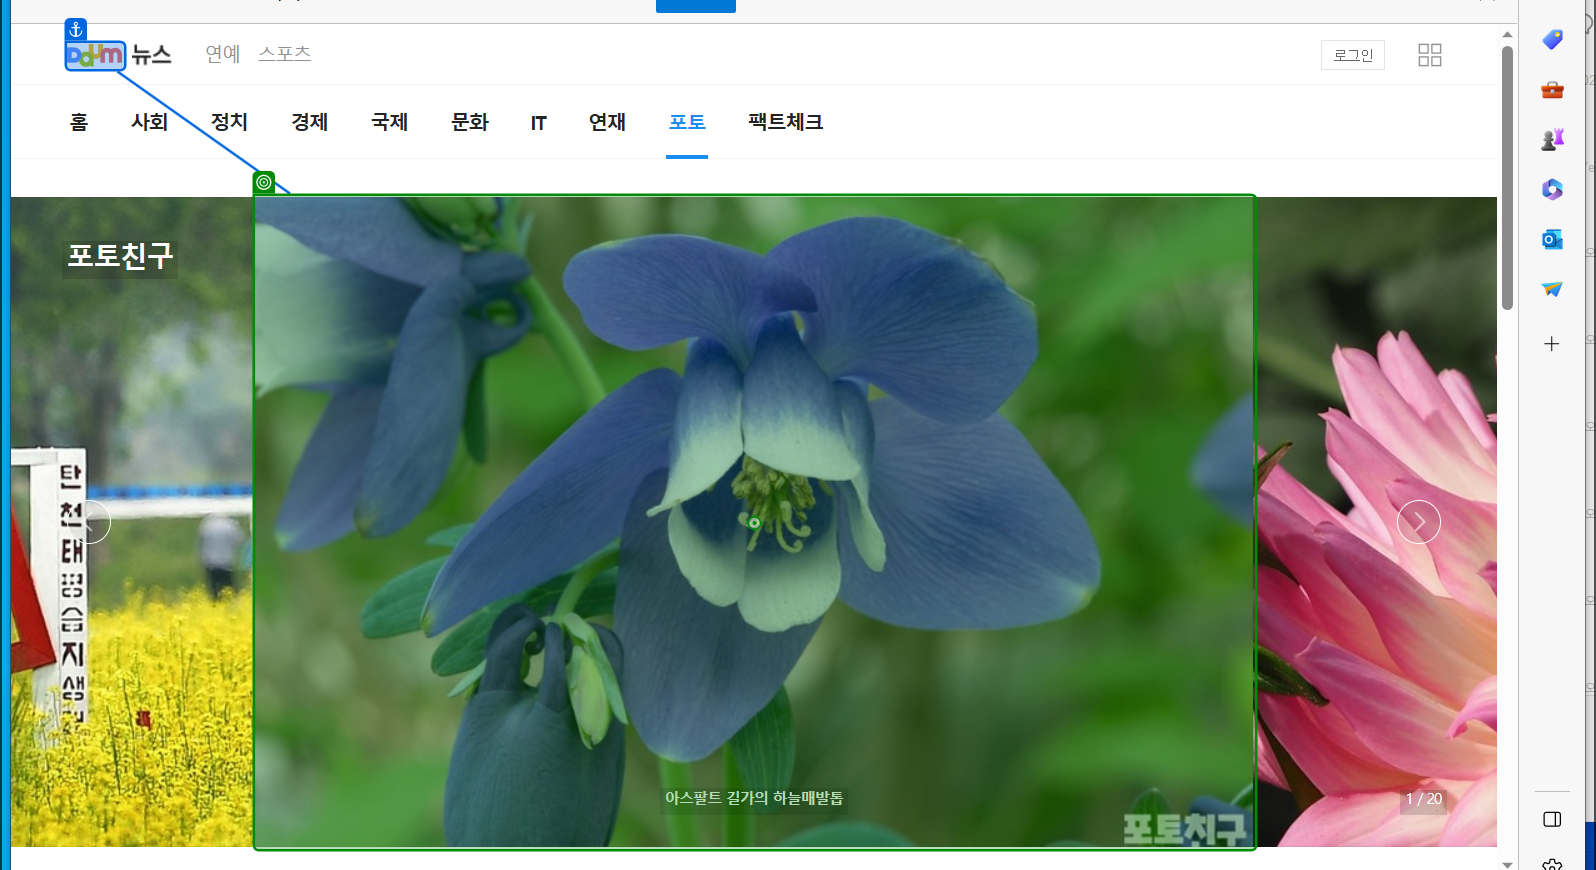 Daum 뉴스 연예 스포츠 로그인
홈 사회 정치 경제 국제 문화 IT 연재 포토 팩트체크
포토친구
탄천태평습지생
아스팔트 길가의 하늘매발톱
1 / 20
포토친구